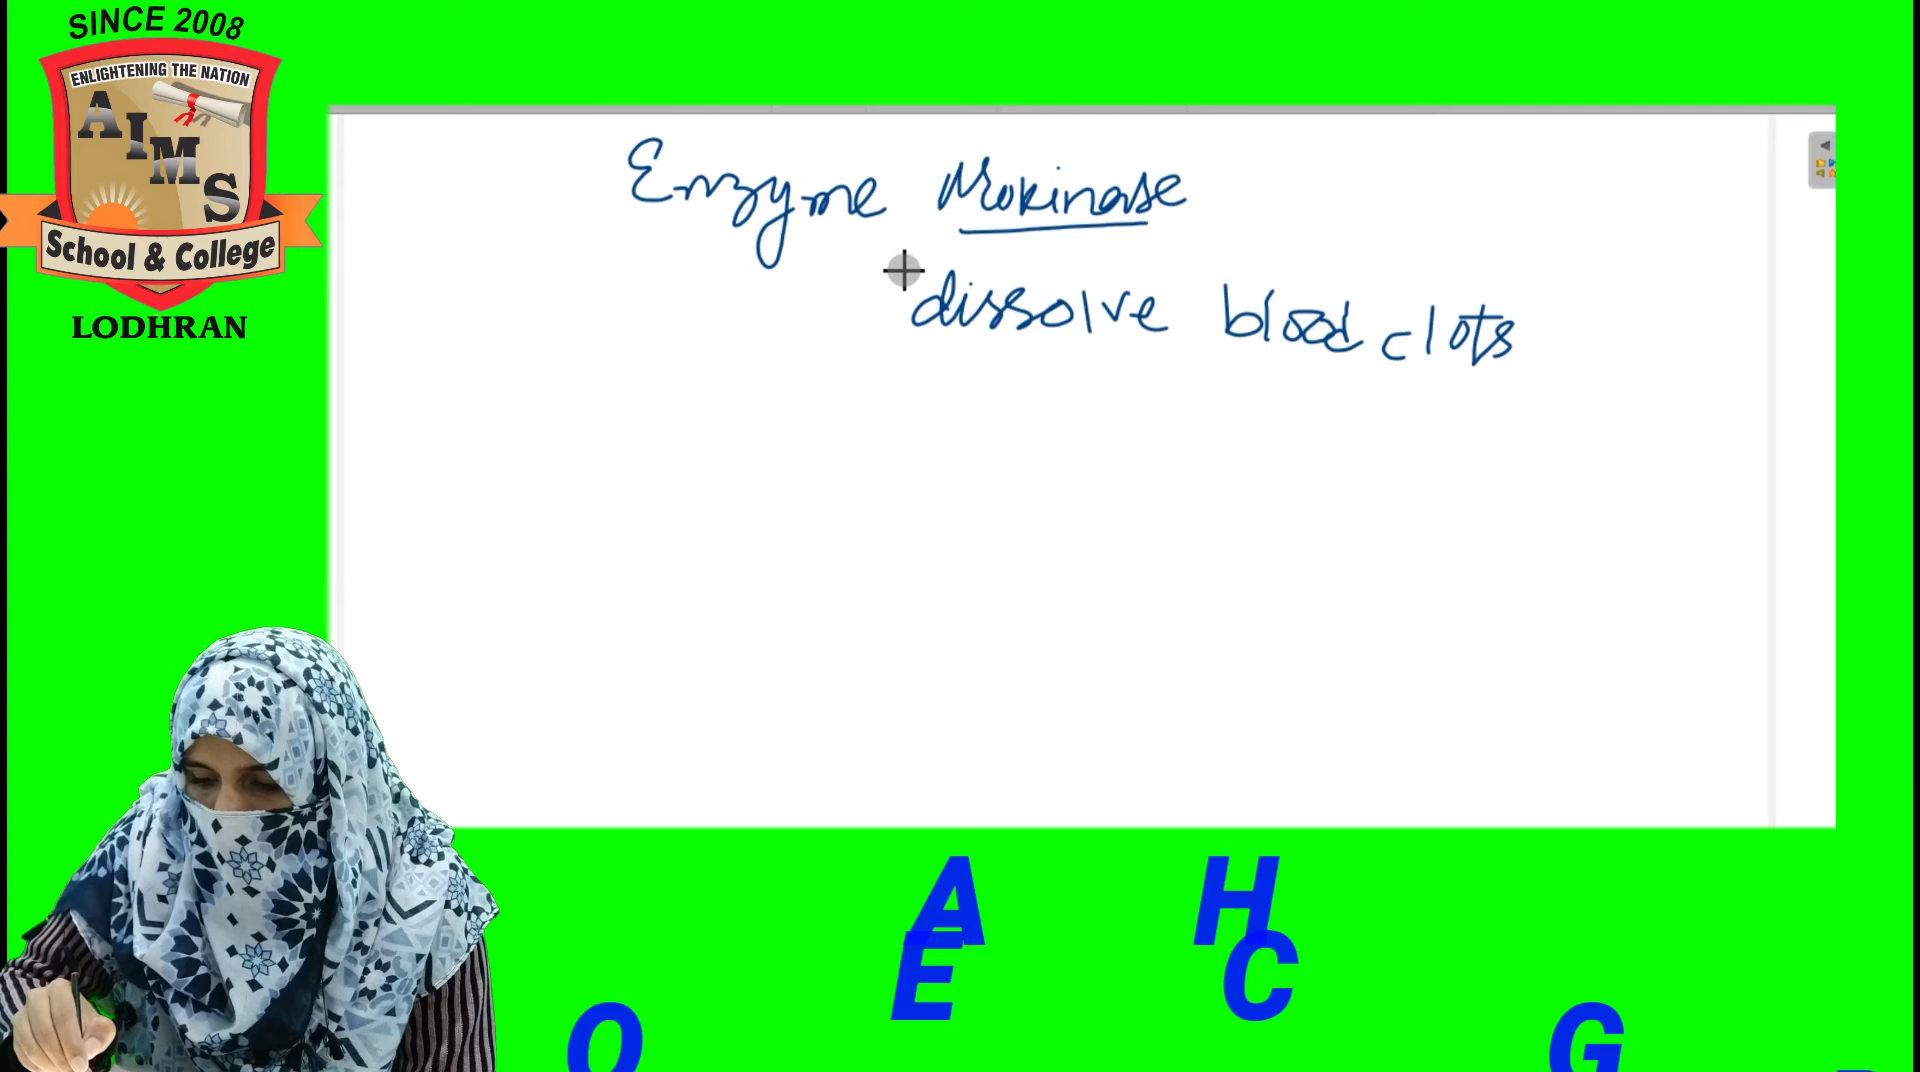 SINCE 2008
ENLIGHTENING THE NATION
AIMS
School & College
LODHRAN
Enzyme Urokinase
dissolve blood clots
A H
E C
O G